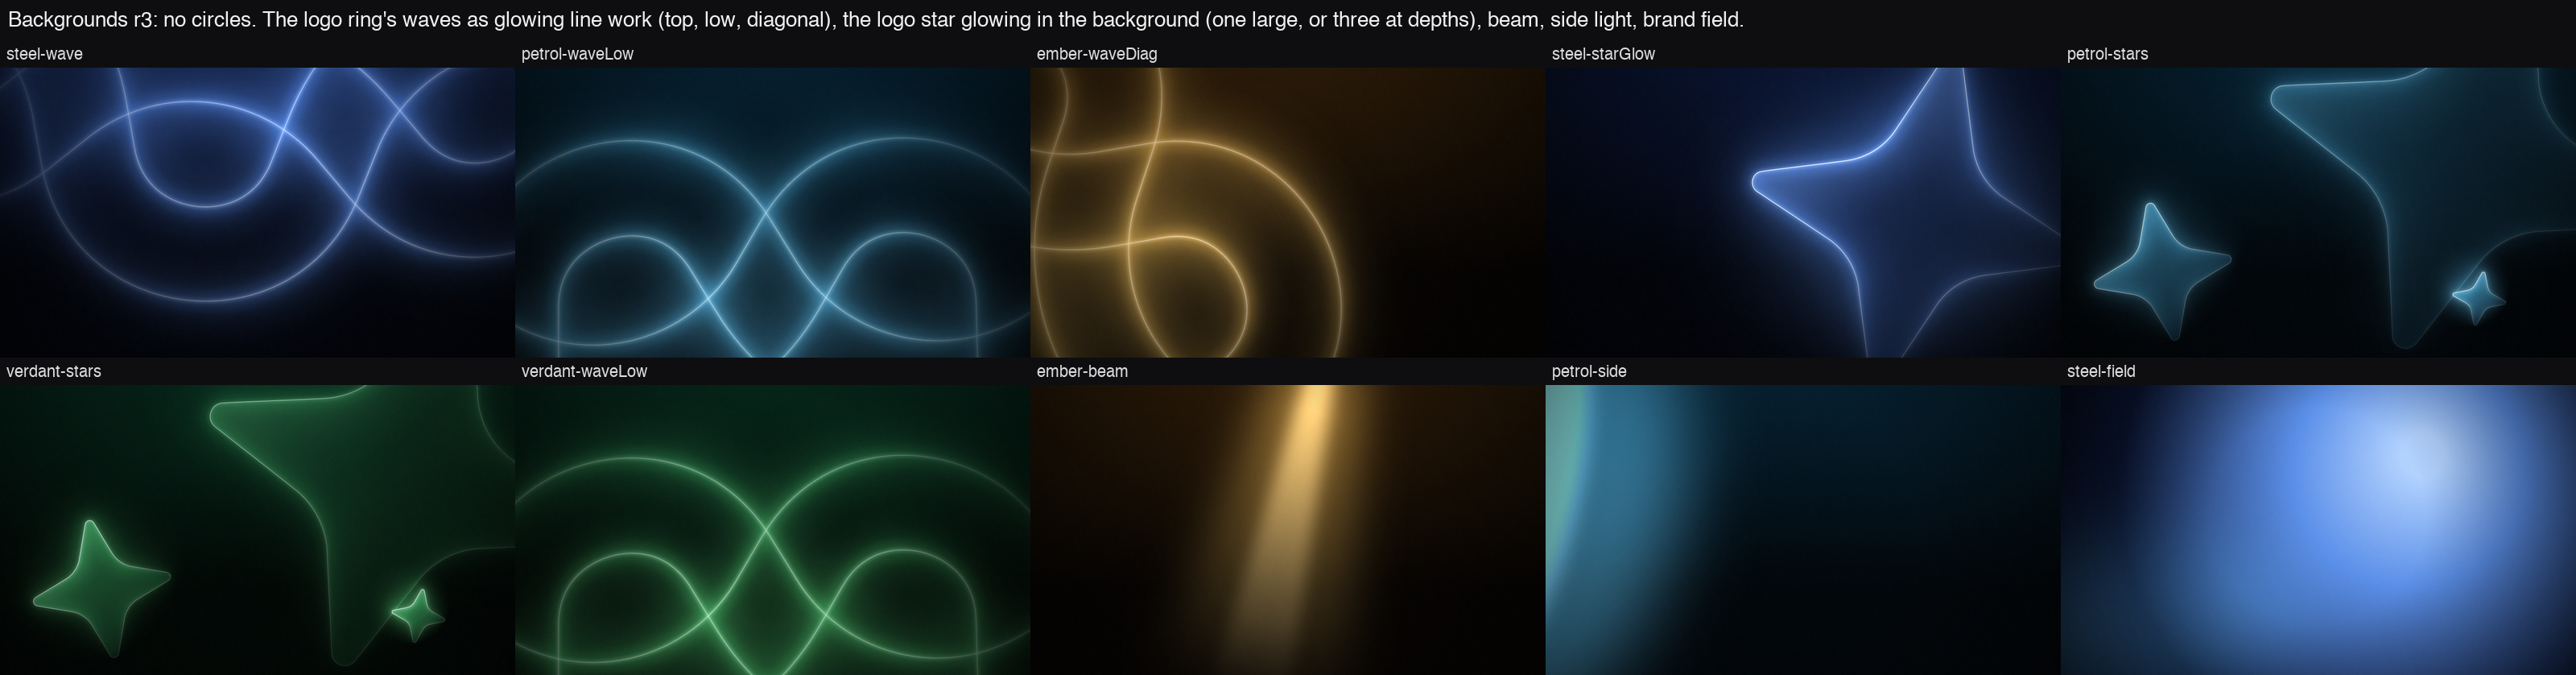 Backgrounds r3: no circles. The logo ring's waves as glowing line work (top, low, diagonal), the logo star glowing in the background (one large, or three at depths), beam, side light, brand field.
steel-wave
petrol-waveLow
ember-waveDiag
steel-starGlow
petrol-stars
verdant-stars
verdant-waveLow
ember-beam
petrol-side
steel-field